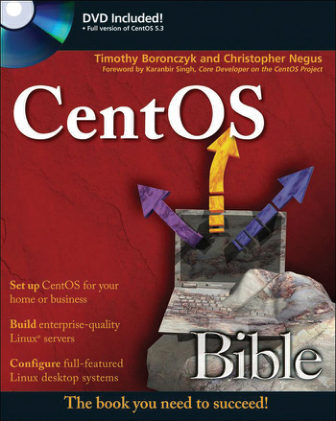 DVD Included!
• Full version of CentOS 5.3
Timothy Boronczyk and Christopher Negus
Foreword by Karanbir Singh, Core Developer on the CentOS Project
CentOS
Set up CentOS for your
home or business
Build enterprise-quality
Linux® servers
Configure full-featured
Linux desktop systems
Bible
The book you need to succeed!